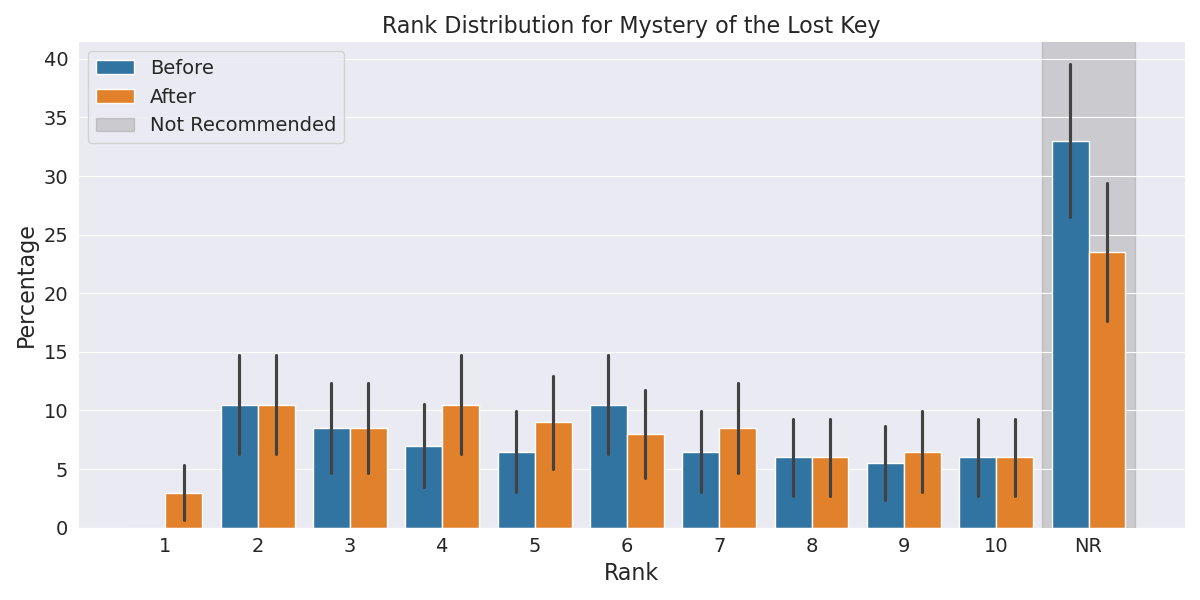 Rank Distribution for Mystery of the Lost Key
Before
After
Not Recommended
Percentage
40
35
30
25
20
15
10
5
0
1 2 3 4 5 6 7 8 9 10 NR
Rank